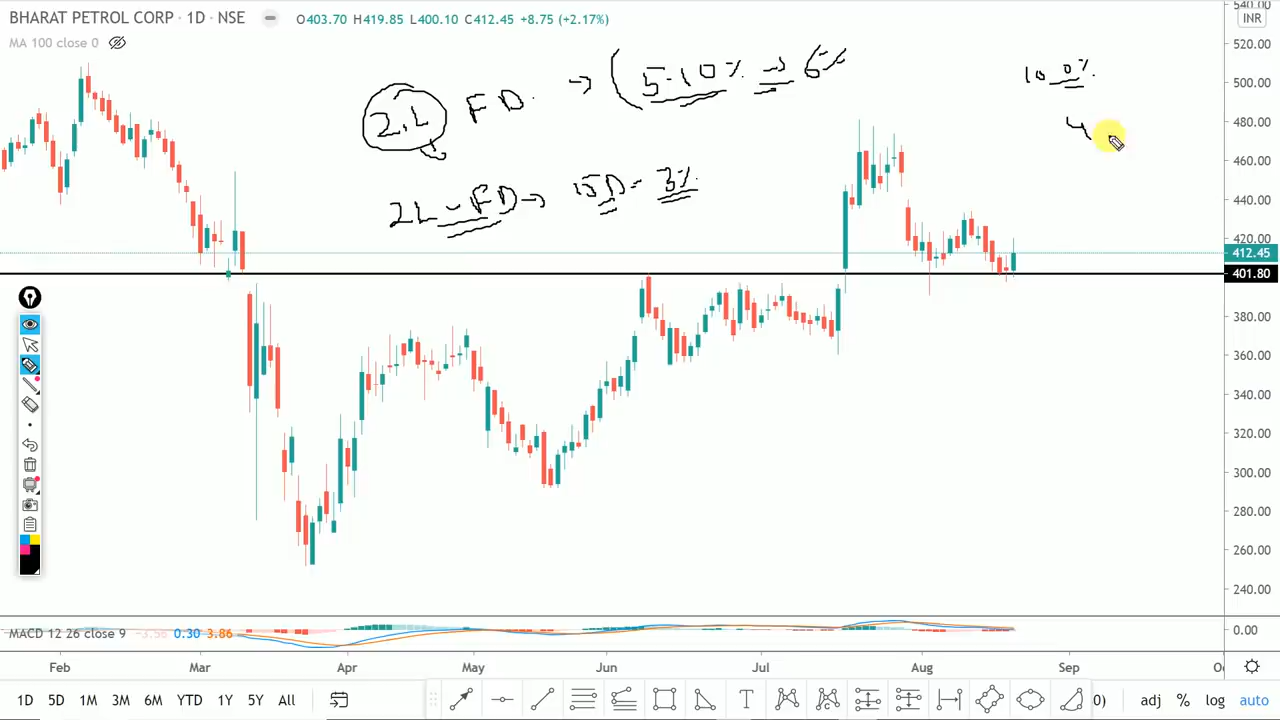 BHARAT PETROL CORP · 1D · NSE O403.70 H419.85 L400.10 C412.45 +8.75 (+2.17%)
MA 100 close 0
INR
→ (5-10% → 6%
2.L FD.
2L - FD → 15D - 3%
10 0%
4
540.00
520.00
500.00
480.00
460.00
440.00
420.00
412.45
401.80
380.00
360.00
340.00
320.00
300.00
280.00
260.00
240.00
MACD 12 26 close 9 -3.56 0.30 3.86
0.00
Feb Mar Apr May Jun Jul Aug Sep
1D 5D 1M 3M 6M YTD 1Y 5Y All T 0) adj % log auto